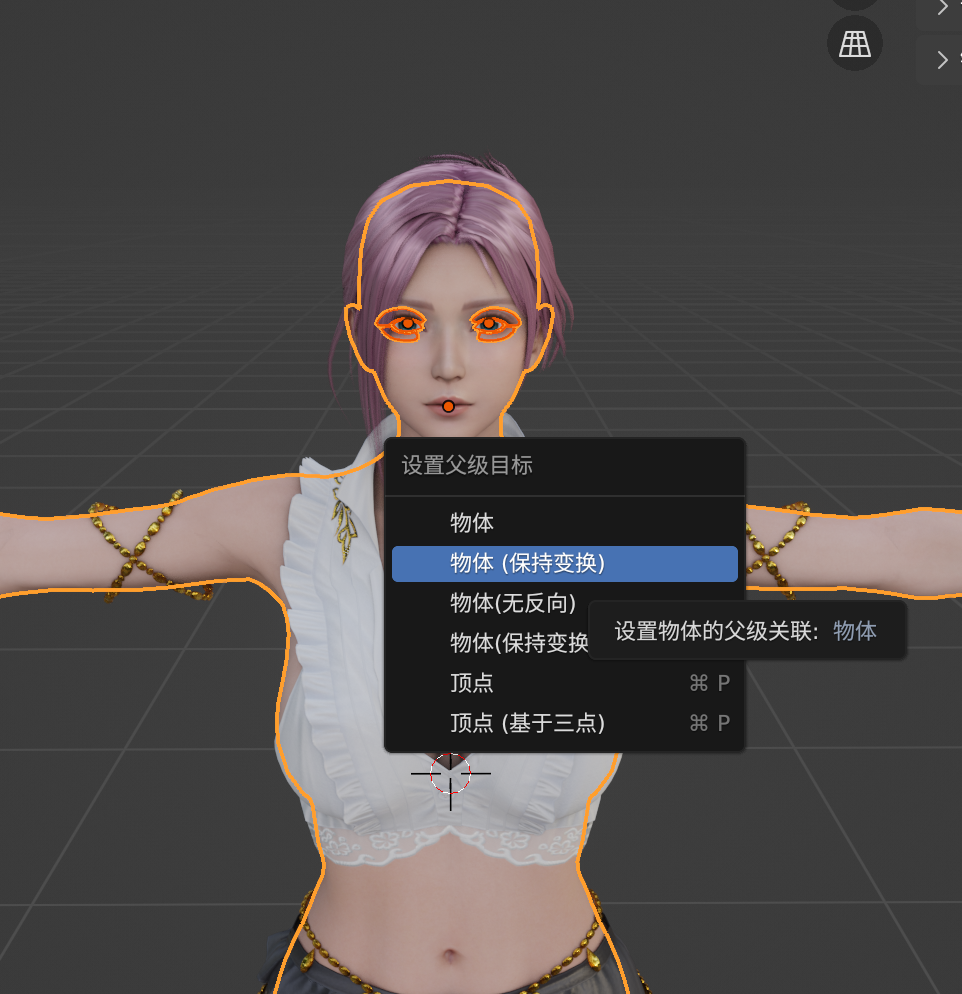 设置父级目标
物体
物体 (保持变换)
物体(无反向)
物体(保持变换
设置物体的父级关联: 物体
顶点 ⌘ P
顶点 (基于三点) ⌘ P